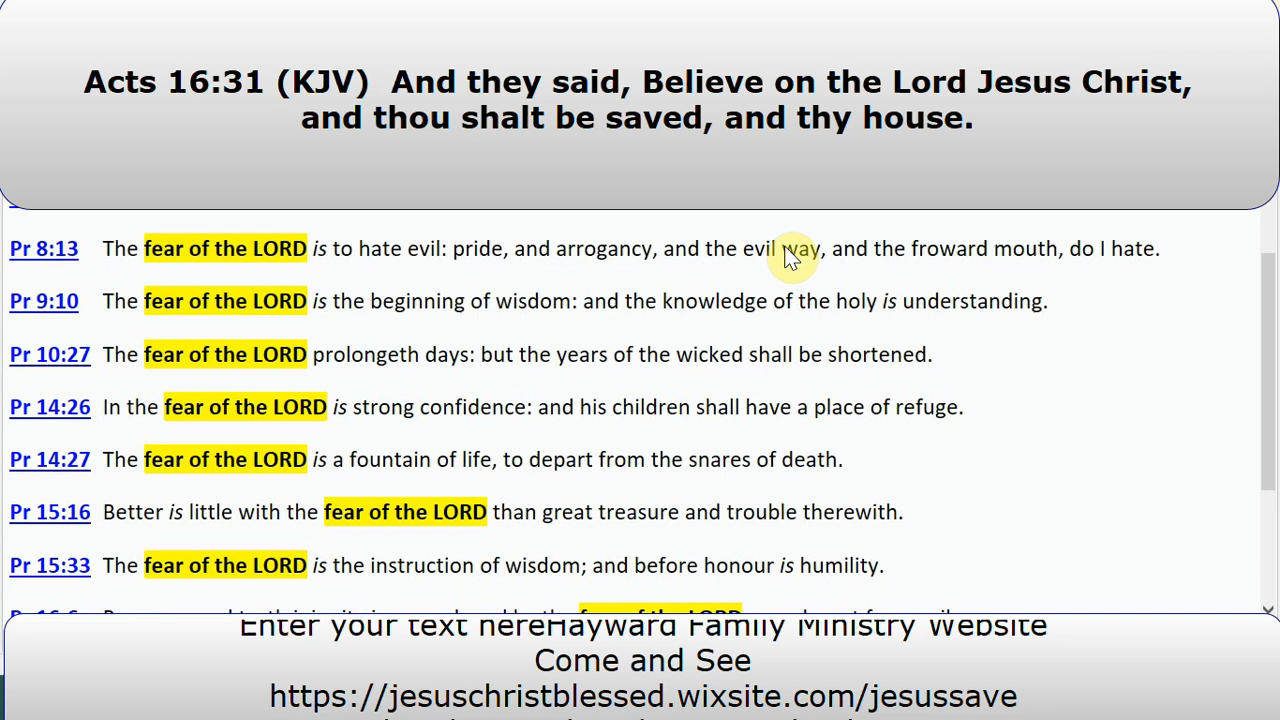 Acts 16:31 (KJV)  And they said, Believe on the Lord Jesus Christ,
and thou shalt be saved, and thy house.
Pr 8:13 The fear of the LORD is to hate evil: pride, and arrogancy, and the evil way, and the froward mouth, do I hate.
Pr 9:10 The fear of the LORD is the beginning of wisdom: and the knowledge of the holy is understanding.
Pr 10:27 The fear of the LORD prolongeth days: but the years of the wicked shall be shortened.
Pr 14:26 In the fear of the LORD is strong confidence: and his children shall have a place of refuge.
Pr 14:27 The fear of the LORD is a fountain of life, to depart from the snares of death.
Pr 15:16 Better is little with the fear of the LORD than great treasure and trouble therewith.
Pr 15:33 The fear of the LORD is the instruction of wisdom; and before honour is humility.
fear of the LORD
Enter your text hereHayward Family Ministry Website
Come and See
https://jesuschristblessed.wixsite.com/jesussave